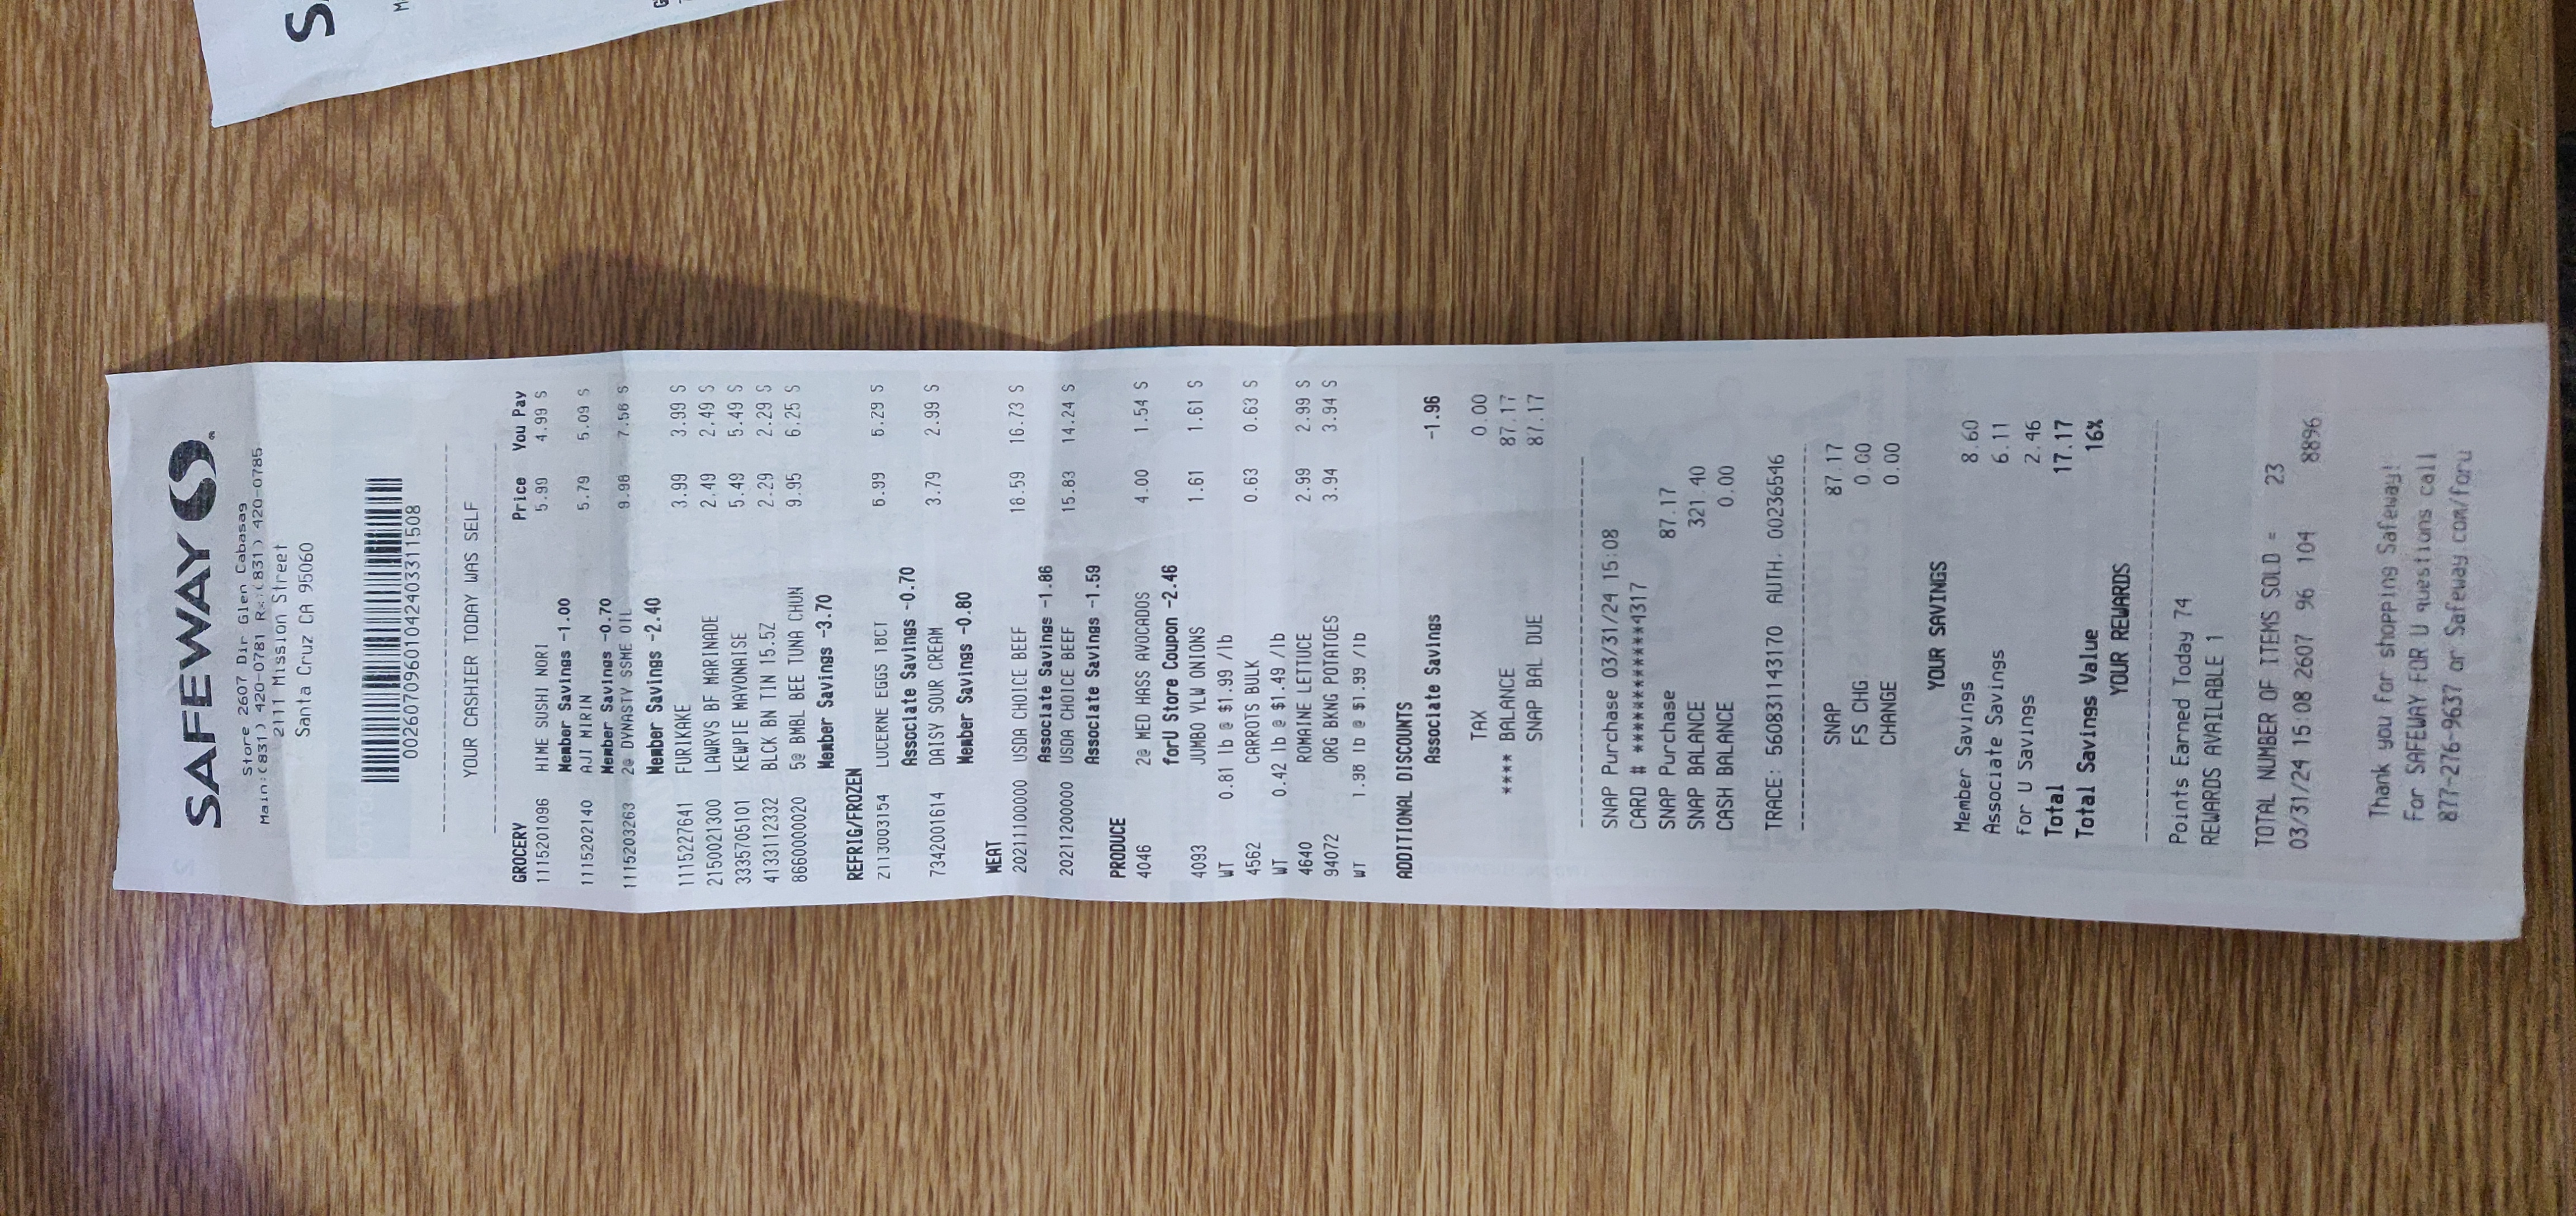 SAFEWAY
Store 2607 Dir Glen Cabasag
Main:(831) 420-0781 Rx:(831) 420-0785
2111 Mission Street
Santa Cruz CA 95060
00260709601042403311508
YOUR CASHIER TODAY WAS SELF
GROCERY Price You Pay
1115201096 HIME SUSHI NORI 5.99 4.99 S
Member Savings -1.00
1115202140 AJI MIRIN 5.79 5.09 S
Member Savings -0.70
1115203263 2@ DYNASTY SSME OIL 9.98 7.58 S
Member Savings -2.40
1115227641 FURIKAKE 3.99 3.99 S
2150021300 LAWRYS BF MARINADE 2.49 2.49 S
3335705101 KEWPIE MAYONAISE 5.49 5.49 S
4133112332 BLCK BN TIN 15.5Z 2.29 2.29 S
8660000020 5@ BMBL BEE TUNA CHUN 9.95 6.25 S
Member Savings -3.70
REFRIG/FROZEN
2113003154 LUCERNE EGGS 18CT 6.99 6.29 S
Associate Savings -0.70
7342001614 DAISY SOUR CREAM 3.79 2.99 S
Member Savings -0.80
MEAT
20211100000 USDA CHOICE BEEF 18.59 16.73 S
Associate Savings -1.86
20211200000 USDA CHOICE BEEF 15.83 14.24 S
Associate Savings -1.59
PRODUCE
4046 2@ MED HASS AVOCADOS 4.00 1.54 S
forU Store Coupon -2.46
4093 JUMBO YLW ONIONS 1.61 1.61 S
WT 0.81 lb @ $1.99 /lb
4562 CARROTS BULK 0.63 0.63 S
WT 0.42 lb @ $1.49 /lb
4640 ROMAINE LETTUCE 2.99 2.99 S
94072 ORG BKNG POTATOES 3.94 3.94 S
WT 1.98 lb @ $1.99 /lb
ADDITIONAL DISCOUNTS
Associate Savings -1.96
TAX 0.00
**** BALANCE 87.17
SNAP BAL DUE 87.17
SNAP Purchase 03/31/24 15:08
CARD # ************4317
SNAP Purchase 87.17
SNAP BALANCE 321.40
CASH BALANCE 0.00
TRACE: 560831143170 AUTH. 00236546
SNAP 87.17
FS CHG 0.00
CHANGE 0.00
YOUR SAVINGS
Member Savings 8.60
Associate Savings 6.11
for U Savings 2.46
Total 17.17
Total Savings Value 16%
YOUR REWARDS
Points Earned Today 74
REWARDS AVAILABLE 1
TOTAL NUMBER OF ITEMS SOLD = 23
03/31/24 15:08 2607 96 104 8896
Thank you for shopping Safeway!
For SAFEWAY FOR U questions call
877-276-9637 or Safeway.com/foru